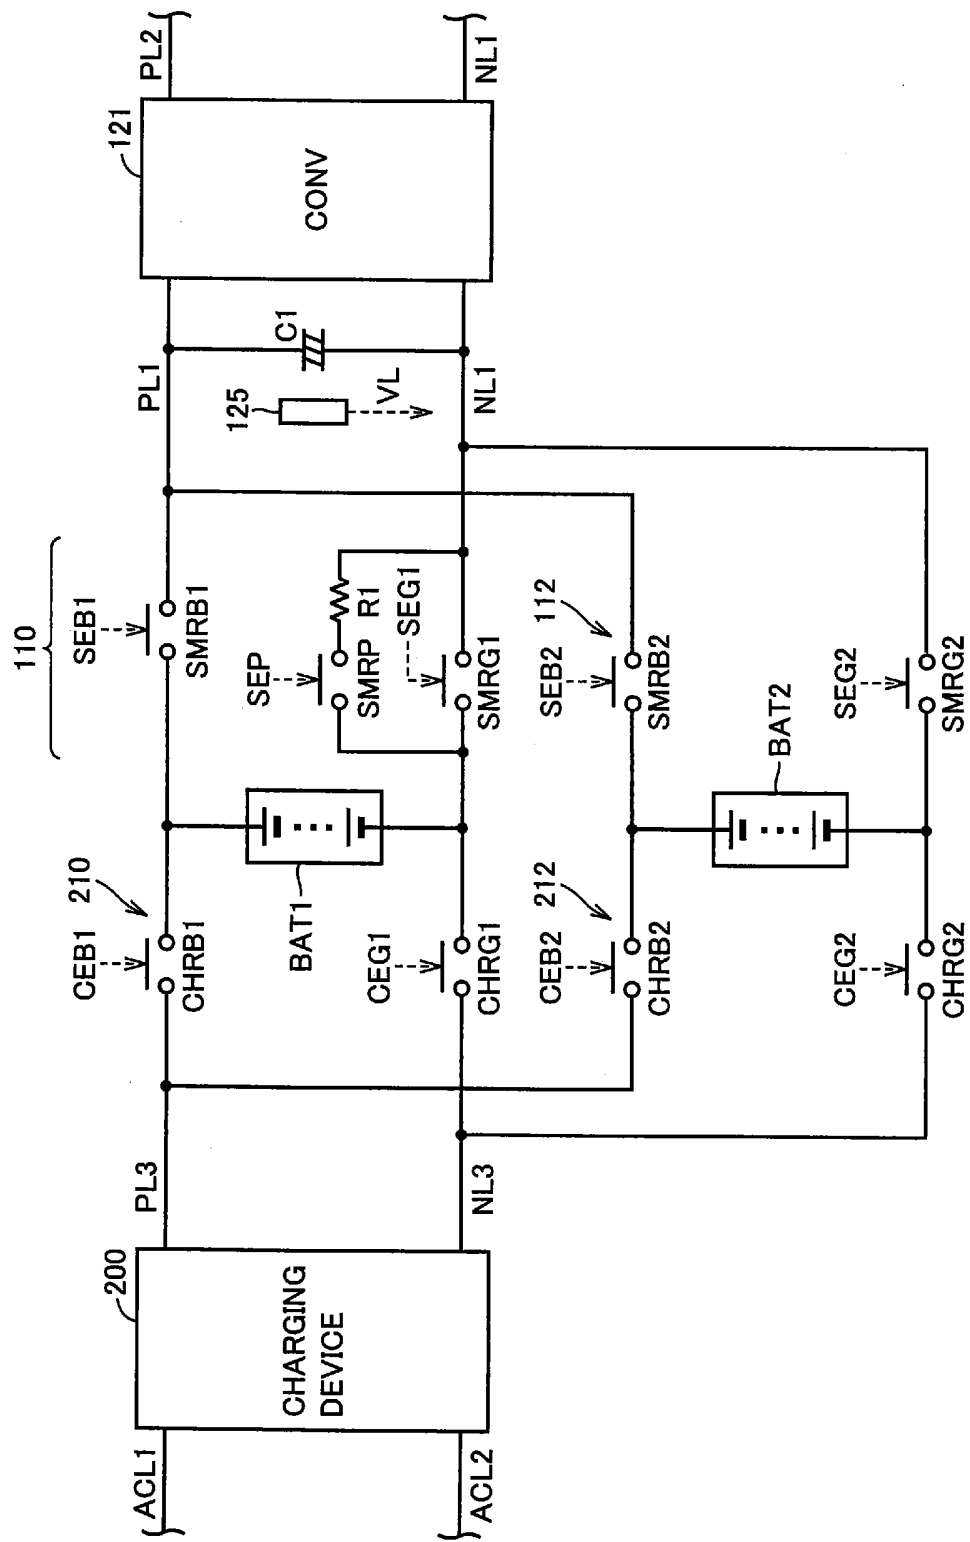 110
SEB1
SMRB1
210
CEB1
CHRB1
PL3
200
CHARGING
DEVICE
ACL1
ACL2
NL3
BAT1
CEG1
CHRG1
SEP
SMRP
R1
SEG1
SMRG1
PL1
125
VL
C1
NL1
121
CONV
PL2
NL1
212
CEB2
CHRB2
112
SEB2
SMRB2
BAT2
CEG2
CHRG2
SEG2
SMRG2